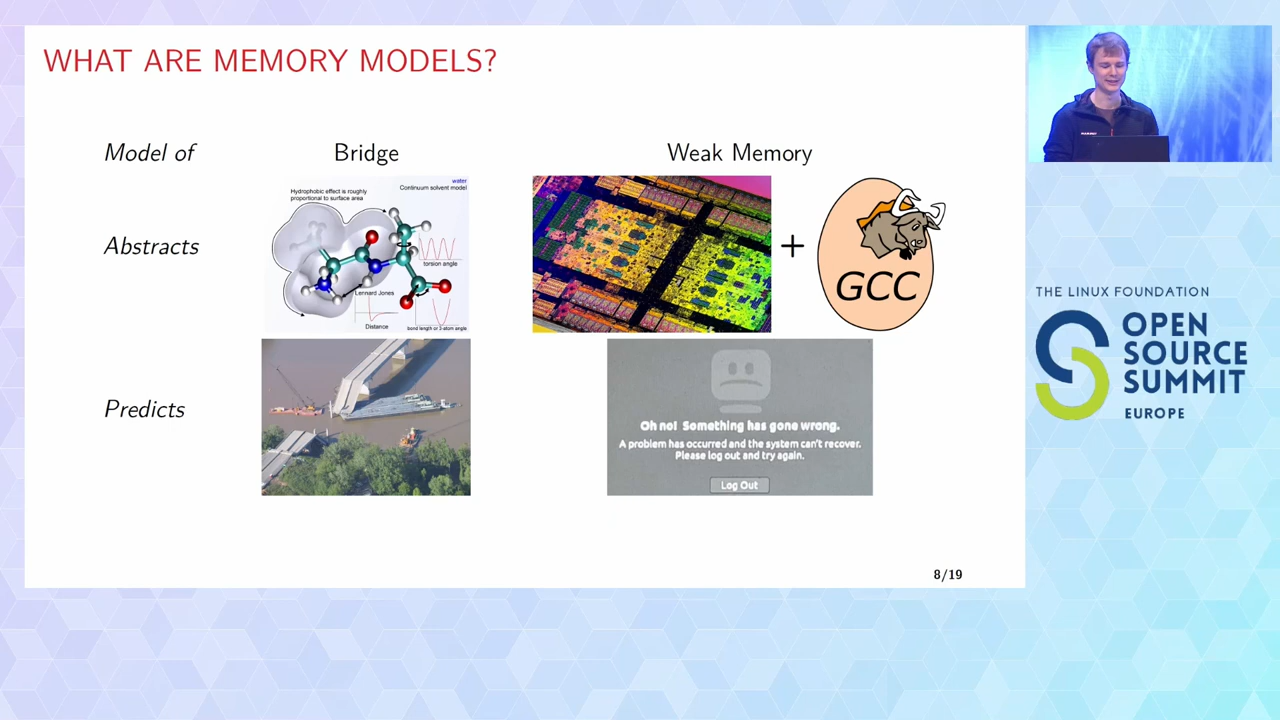 WHAT ARE MEMORY MODELS?
Model of
Bridge
Weak Memory
Abstracts
water
Continuum solvent model
Hydrophobic effect is roughly
proportional to surface area
torsion angle
Lennard Jones
Distance
bond length or 3-atom angle
+
GCC
Predicts
Oh no! Something has gone wrong.
A problem has occurred and the system can't recover.
Please log out and try again.
Log Out
8/19
MAMMUT
THE LINUX FOUNDATION
OPEN
SOURCE
SUMMIT
EUROPE